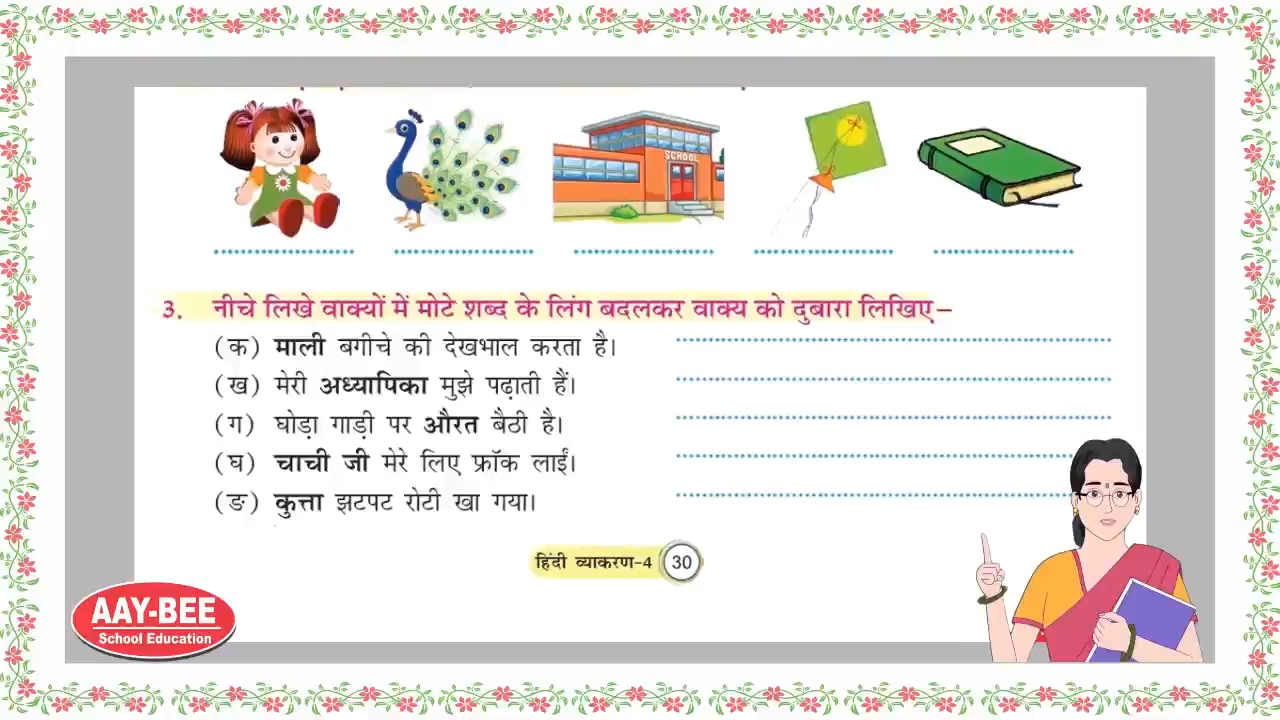 SCHOOL
3. नीचे लिखे वाक्यों में मोटे शब्द के लिंग बदलकर वाक्य को दुबारा लिखिए–
(क) माली बगीचे की देखभाल करता है।
(ख) मेरी अध्यापिका मुझे पढ़ाती हैं।
(ग) घोड़ा गाड़ी पर औरत बैठी है।
(घ) चाची जी मेरे लिए फ्रॉक लाईं।
(ङ) कुत्ता झटपट रोटी खा गया।
हिंदी व्याकरण-4 30
AAY-BEE
School Education